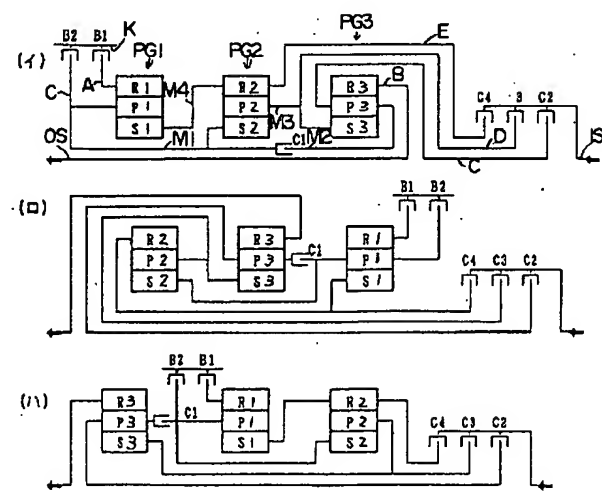 B2 B1 K PG1 PG2 PG3 E
(イ) A R1 M4 R2 R3 B C4 B C2
C P1 P2 M3 P3
S1 S2 S3 D
OS M1 C1 M2 C IS
(ロ) B1 B2
R2 R3 C1 R1
P2 P3 P1 C4 C3 C2
S2 S3 S1
(ハ) B2 B1
R3 C1 R1 R2
P3 P1 P2 C4 C3 C2
S3 S1 S2